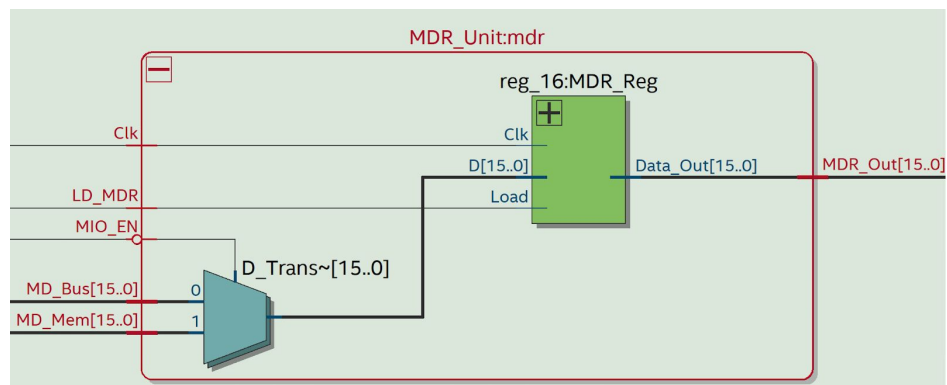 MDR_Unit:mdr
reg_16:MDR_Reg
Clk
Clk
D[15..0]
Data_Out[15..0]
MDR_Out[15..0]
LD_MDR
Load
MIO_EN
D_Trans~[15..0]
MD_Bus[15..0]
0
MD_Mem[15..0]
1